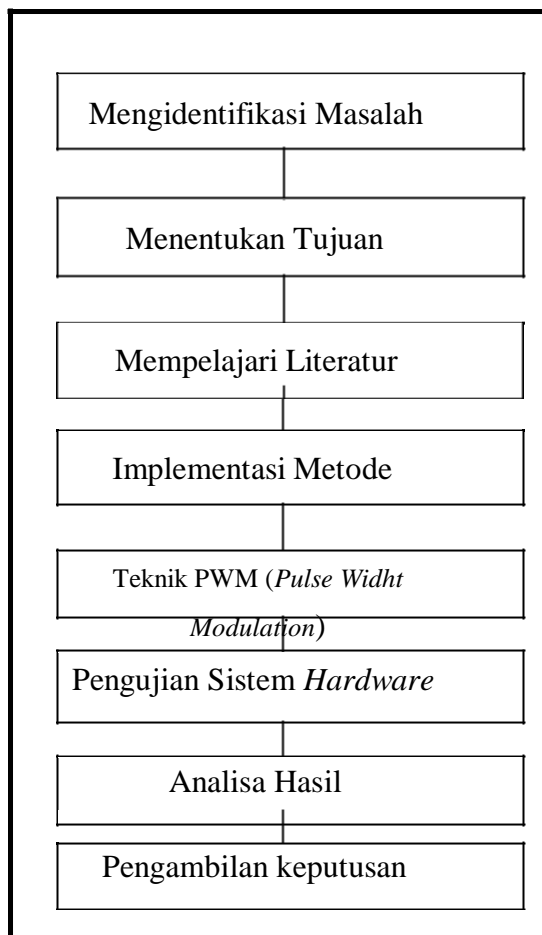 Mengidentifikasi Masalah
Menentukan Tujuan
Mempelajari Literatur
Implementasi Metode
Teknik PWM (Pulse Widht
Modulation)
Pengujian Sistem Hardware
Analisa Hasil
Pengambilan keputusan